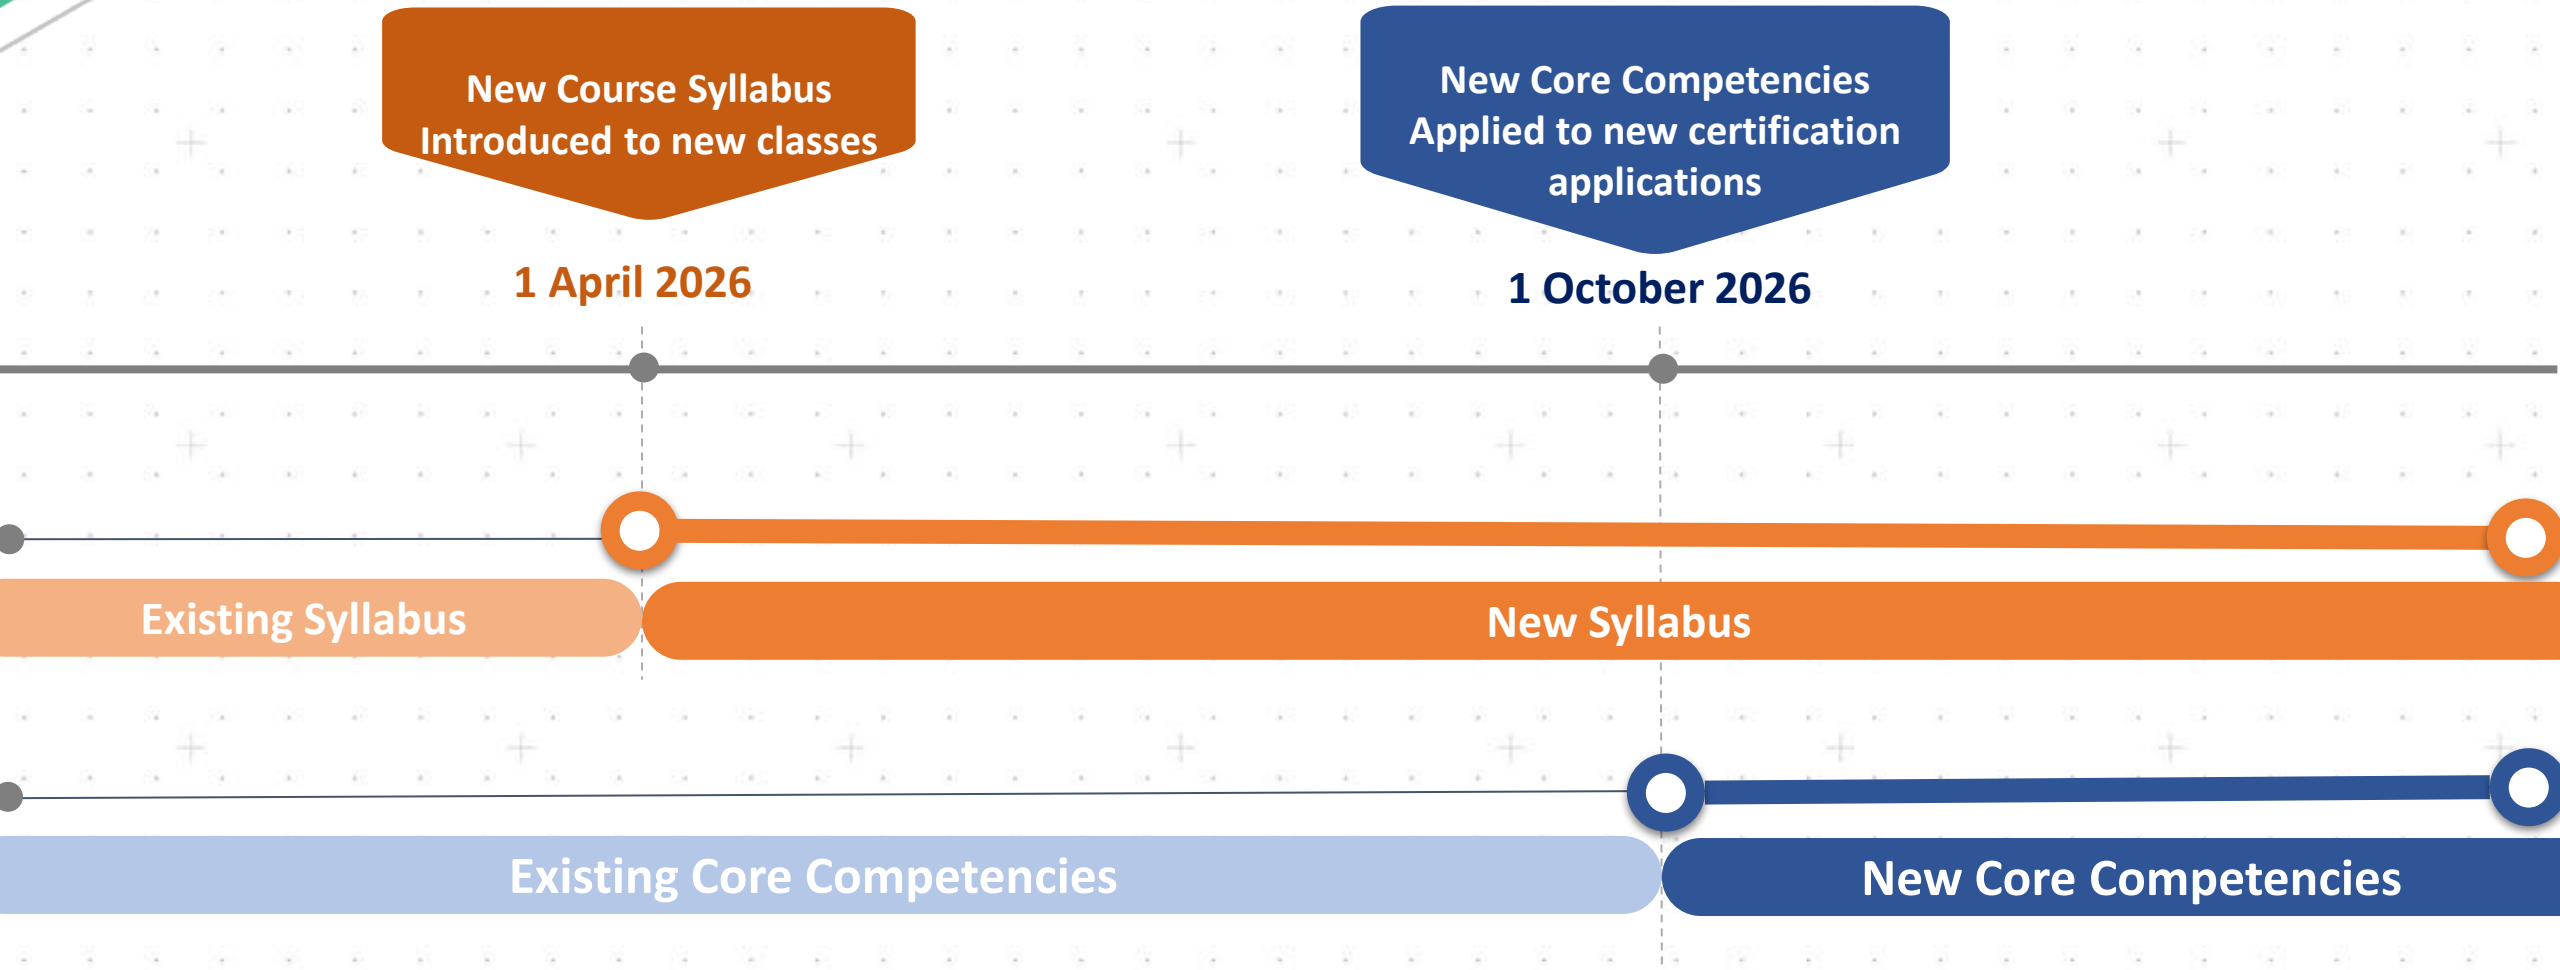 New Course Syllabus
Introduced to new classes
New Core Competencies
Applied to new certification
applications
1 April 2026
1 October 2026
Existing Syllabus
New Syllabus
Existing Core Competencies
New Core Competencies